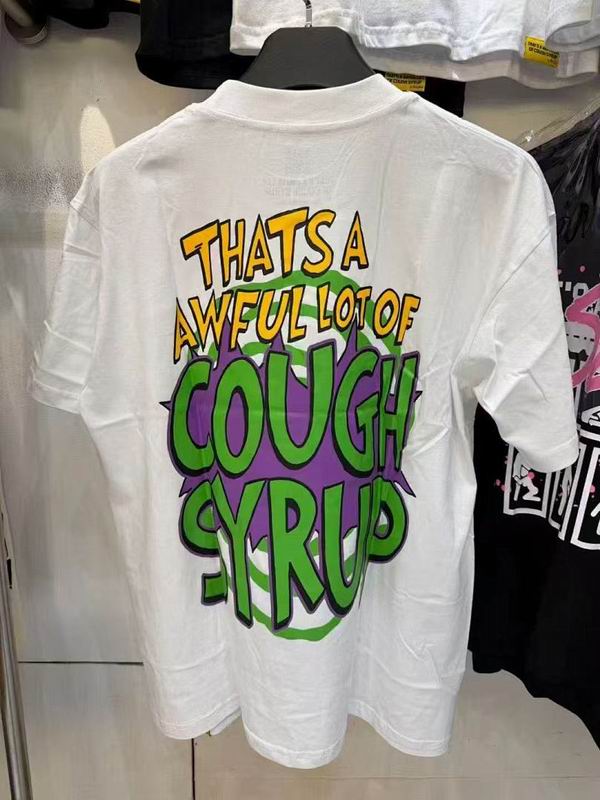 THATS A
AWFUL LOT OF
COUGH
SYRUP